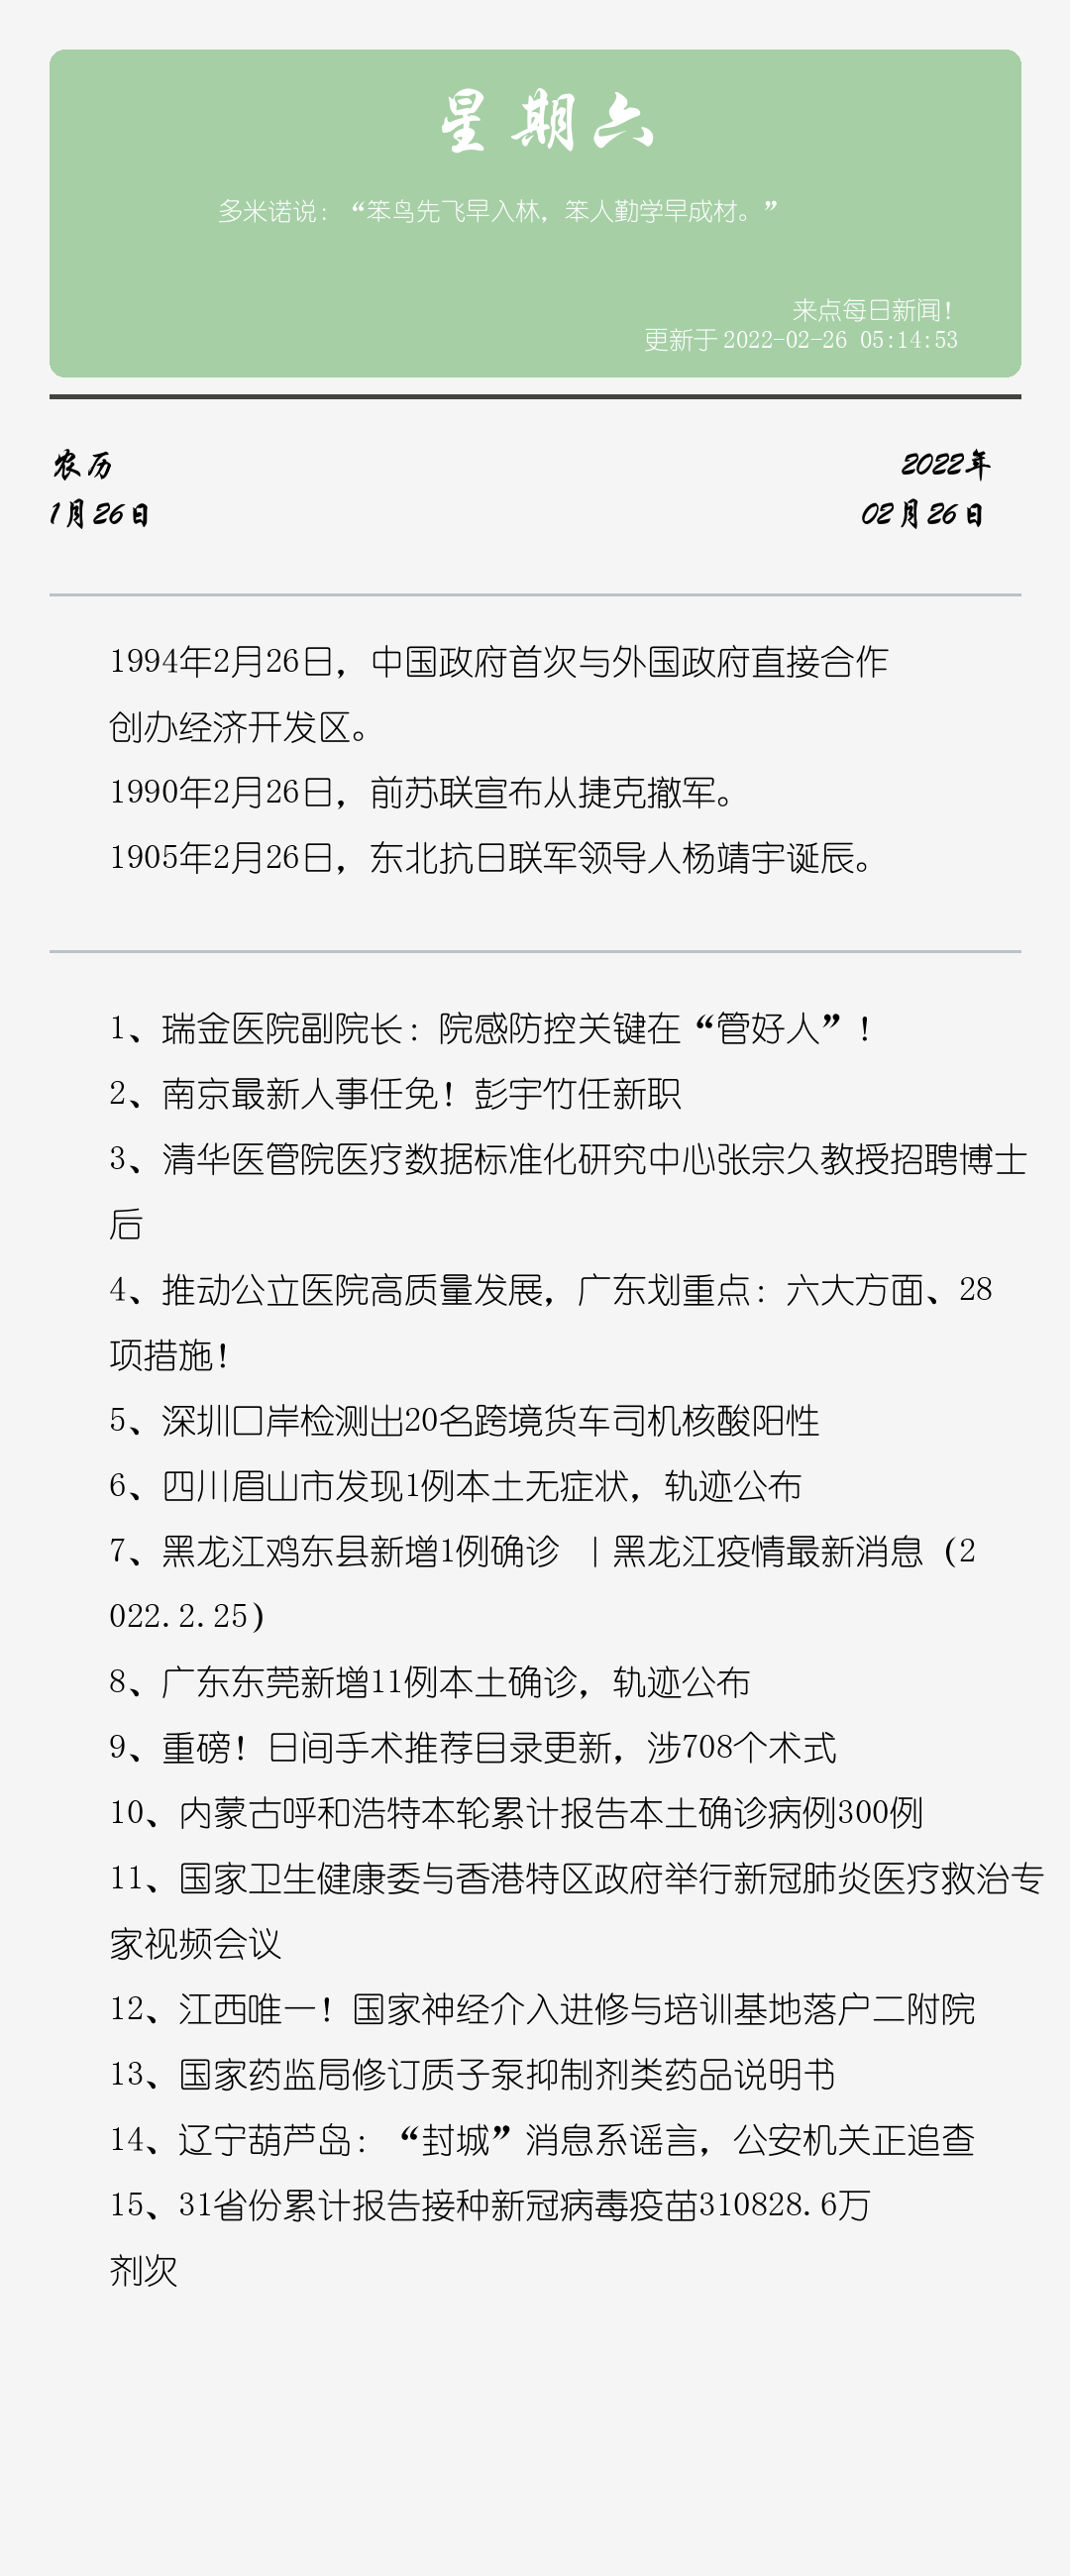 星期六
多米诺说：“笨鸟先飞早入林，笨人勤学早成材。”
来点每日新闻！
更新于 2022-02-26 05:14:53
农历
1月26日
2022年
02月26日
1994年2月26日，中国政府首次与外国政府直接合作
创办经济开发区。
1990年2月26日，前苏联宣布从捷克撤军。
1905年2月26日，东北抗日联军领导人杨靖宇诞辰。
1、瑞金医院副院长：院感防控关键在“管好人”！
2、南京最新人事任免！彭宇竹任新职
3、清华医管院医疗数据标准化研究中心张宗久教授招聘博士
后
4、推动公立医院高质量发展，广东划重点：六大方面、28
项措施！
5、深圳口岸检测出20名跨境货车司机核酸阳性
6、四川眉山市发现1例本土无症状，轨迹公布
7、黑龙江鸡东县新增1例确诊 丨黑龙江疫情最新消息（2
022.2.25）
8、广东东莞新增11例本土确诊，轨迹公布
9、重磅！日间手术推荐目录更新，涉708个术式
10、内蒙古呼和浩特本轮累计报告本土确诊病例300例
11、国家卫生健康委与香港特区政府举行新冠肺炎医疗救治专
家视频会议
12、江西唯一！国家神经介入进修与培训基地落户二附院
13、国家药监局修订质子泵抑制剂类药品说明书
14、辽宁葫芦岛：“封城”消息系谣言，公安机关正追查
15、31省份累计报告接种新冠病毒疫苗310828.6万
剂次